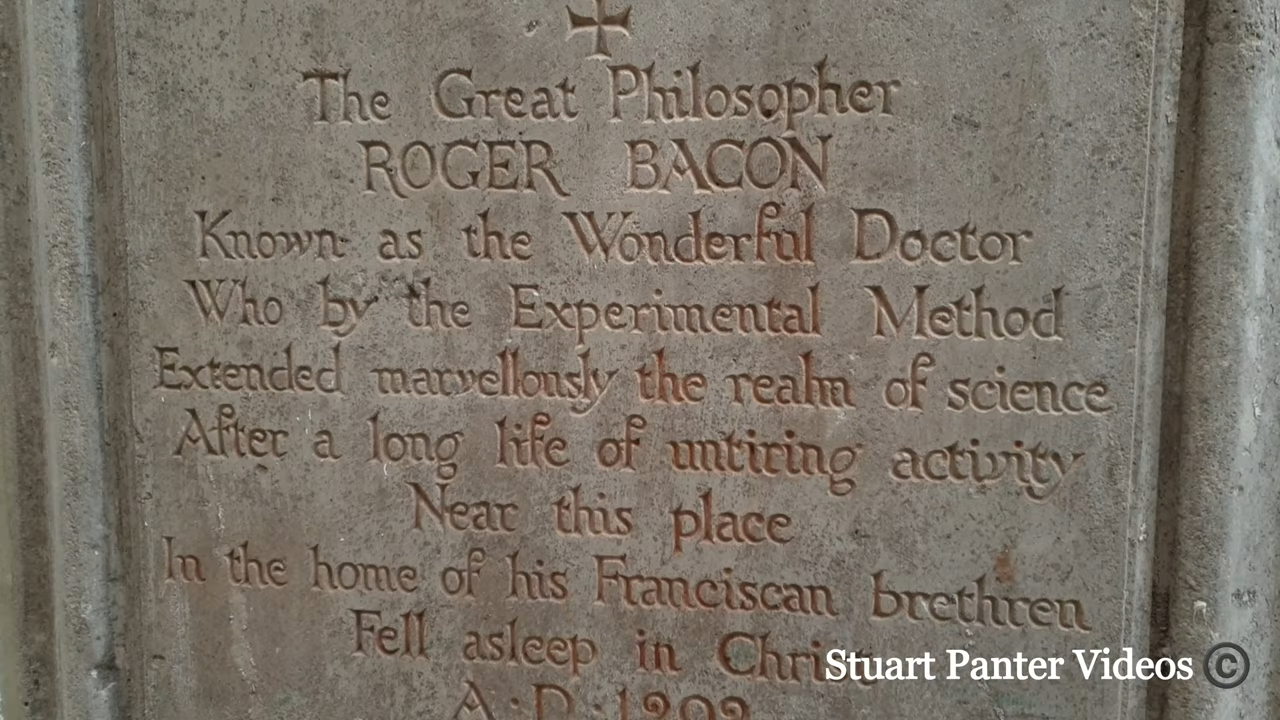 The Great Philosopher
ROGER BACON
Known as the Wonderful Doctor
Who by the Experimental Method
Extended marvellously the realm of science
After a long life of untiring activity
Near this place
In the home of his Franciscan brethren
Fell asleep in Christ
A·D·1292
Stuart Panter Videos ©